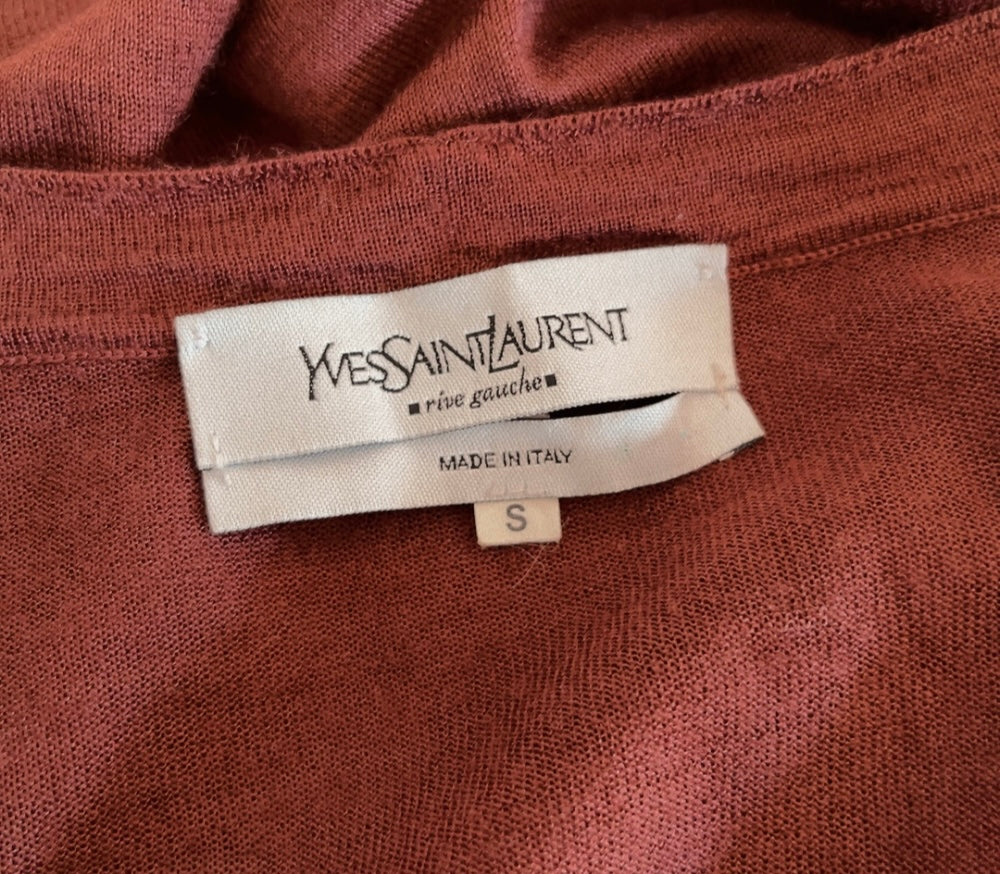 YVESSAINTLAURENT
▪rive gauche▪
MADE IN ITALY
S